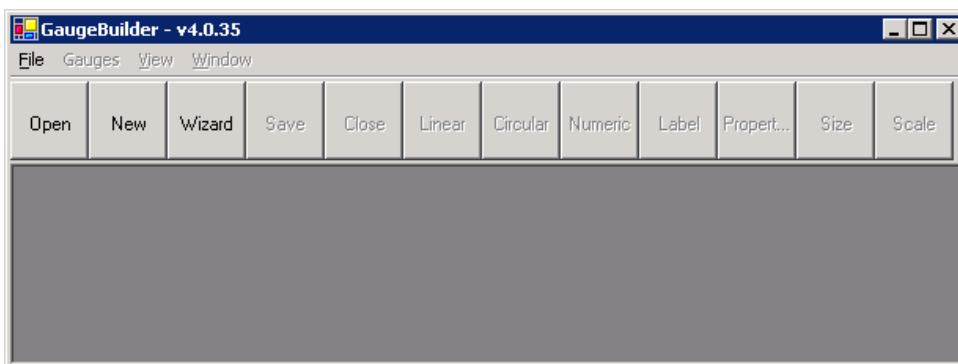 GaugeBuilder - v4.0.35
File Gauges View Window
Open New Wizard Save Close Linear Circular Numeric Label Propert... Size Scale